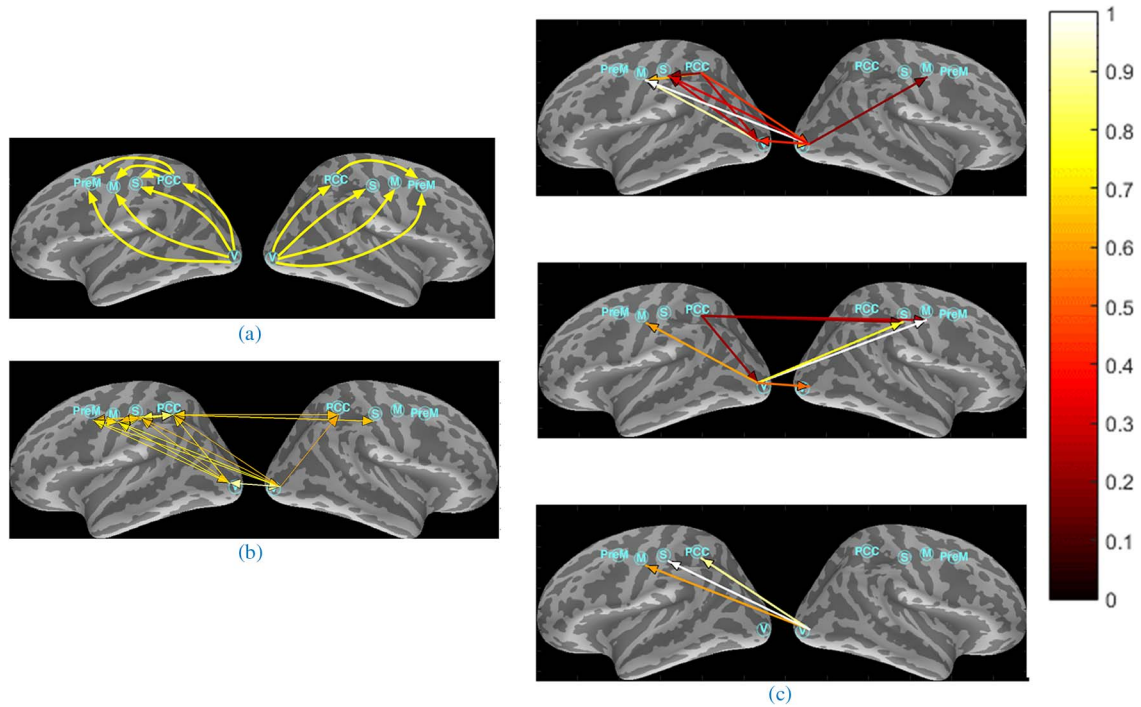 PreM M S PCC PCC S M PreM
V V
(a)
PreM M S PCC PCC S M PreM
(b)
PreM M S PCC PCC S M PreM
PreM M S PCC PCC S M PreM
V
PreM M S PCC PCC S M PreM
V V
(c)
1
0.9
0.8
0.7
0.6
0.5
0.4
0.3
0.2
0.1
0